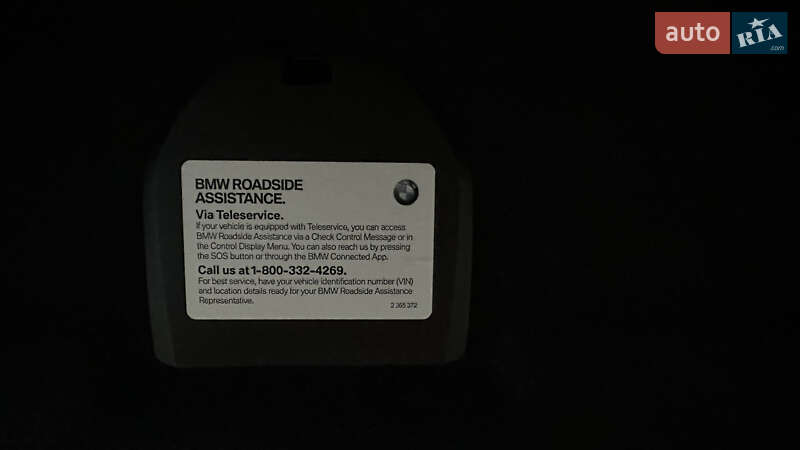 auto RIA
.com
BMW ROADSIDE
ASSISTANCE.
Via Teleservice.
If your vehicle is equipped with Teleservice, you can access
BMW Roadside Assistance via a Check Control Message or in
the Control Display Menu. You can also reach us by pressing
the SOS button or through the BMW Connected App.
Call us at 1-800-332-4269.
For best service, have your vehicle identification number (VIN)
and location details ready for your BMW Roadside Assistance
Representative.
2 365 372